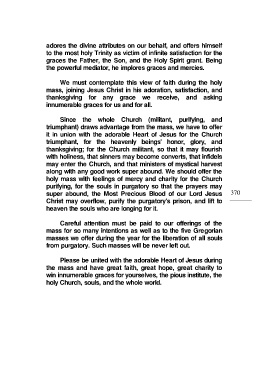 adores the divine attributes on our behalf, and offers himself
to the most holy Trinity as victim of infinite satisfaction for the
graces the Father, the Son, and the Holy Spirit grant. Being
the powerful mediator, he implores graces and mercies.
We must contemplate this view of faith during the holy
mass, joining Jesus Christ in his adoration, satisfaction, and
thanksgiving for any grace we receive, and asking
innumerable graces for us and for all.
Since the whole Church (militant, purifying, and
triumphant) draws advantage from the mass, we have to offer
it in union with the adorable Heart of Jesus for the Church
triumphant, for the heavenly beings' honor, glory, and
thanksgiving; for the Church militant, so that it may flourish
with holiness, that sinners may become converts, that infidels
may enter the Church, and that ministers of mystical harvest
along with any good work super abound. We should offer the
holy mass with feelings of mercy and charity for the Church
purifying, for the souls in purgatory so that the prayers may
super abound, the Most Precious Blood of our Lord Jesus
Christ may overflow, purify the purgatory's prison, and lift to
heaven the souls who are longing for it.
370
Careful attention must be paid to our offerings of the
mass for so many intentions as well as to the five Gregorian
masses we offer during the year for the liberation of all souls
from purgatory. Such masses will be never left out.
Please be united with the adorable Heart of Jesus during
the mass and have great faith, great hope, great charity to
win innumerable graces for yourselves, the pious institute, the
holy Church, souls, and the whole world.